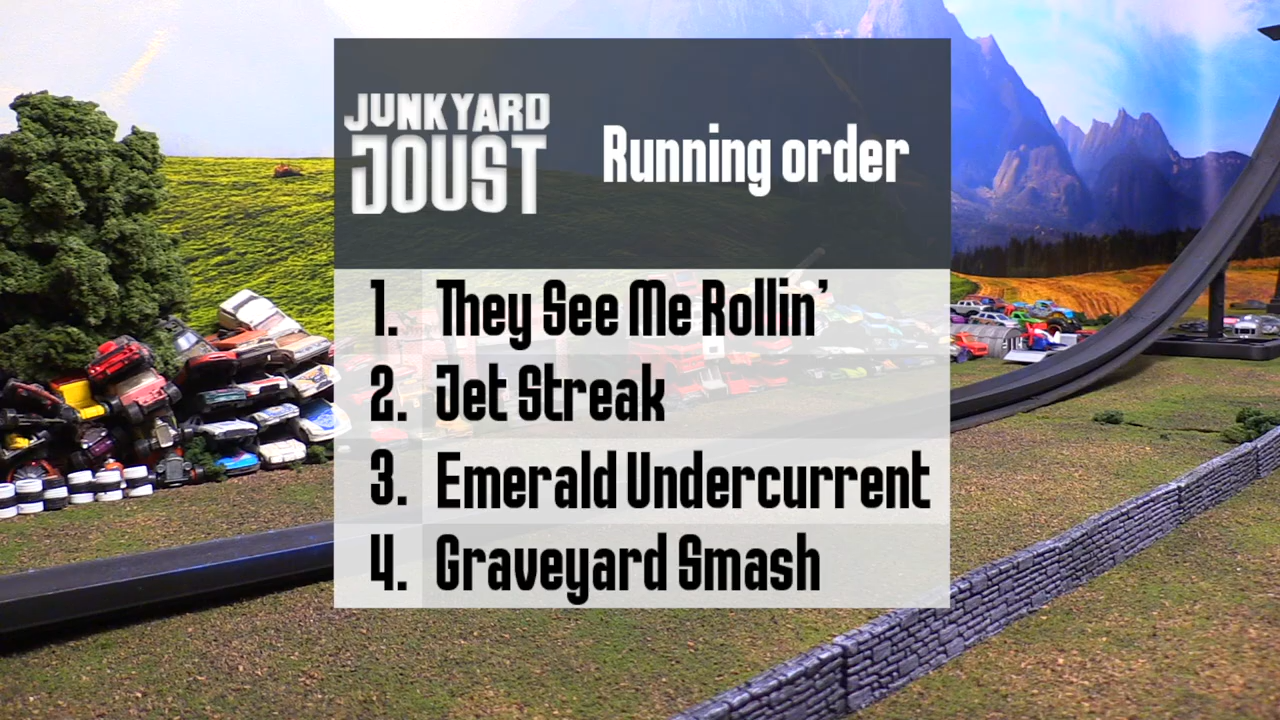 JUNKYARD
JOUST
Running order
1. They See Me Rollin'
2. Jet Streak
3. Emerald Undercurrent
4. Graveyard Smash